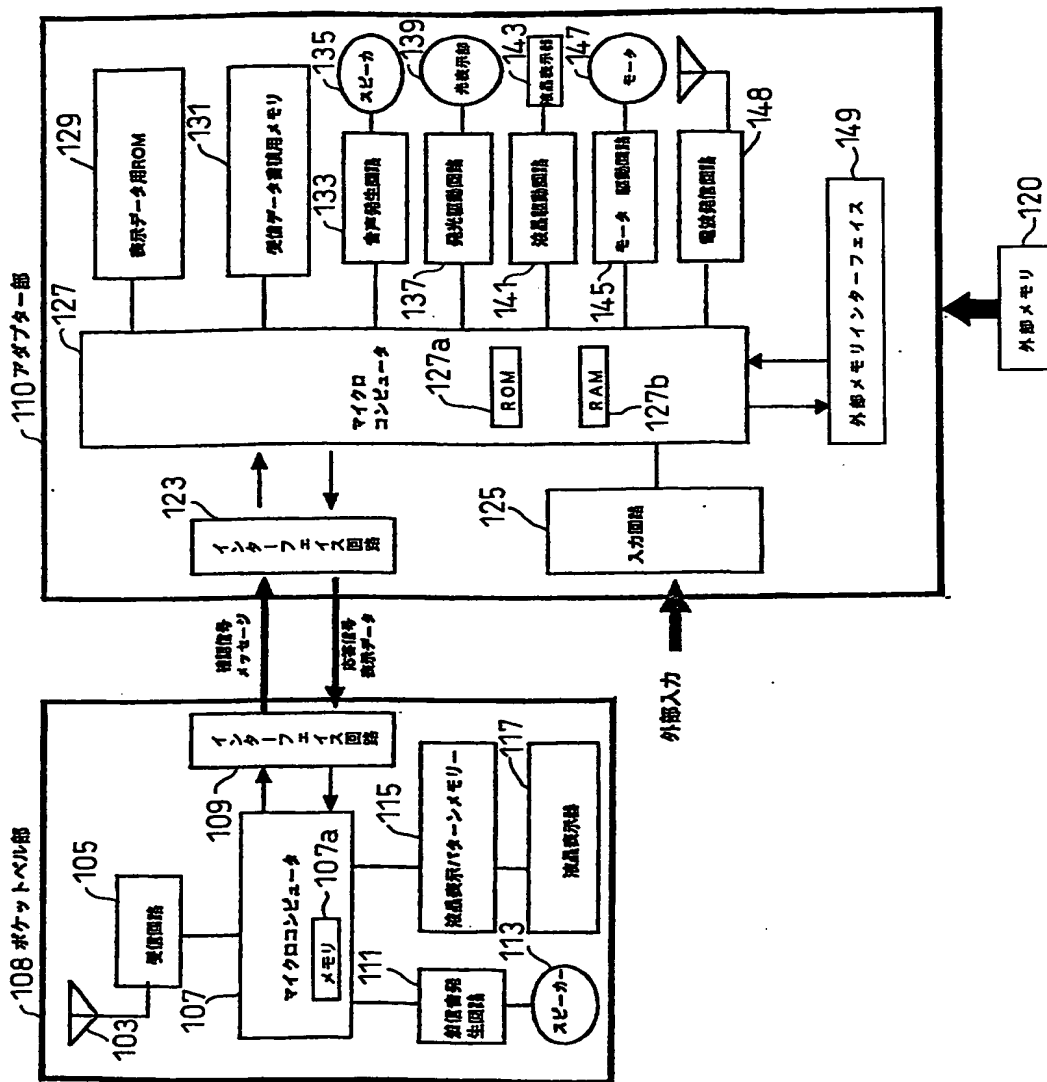 108 ポケットベル部
103
105
受信回路
107
マイクロコンピュータ
107a
メモリ
109
インターフェイス回路
111
着信音発
生回路
113
スピーカー
115
液晶表示パターンメモリー
117
液晶表示器
確認信号
メッセージ
応答信号
表示データ
110 アダプター部
123
インターフェイス回路
125
入力回路
外部入力
127
マイクロ
コンピュータ
127a
ROM
RAM
127b
129
表示データ用ROM
131
受信データ蓄積用メモリ
133
音声発生回路
135
スピーカ
137
発光駆動回路
139
光表示部
141
液晶駆動回路
143
液晶表示器
145
モータ 駆動回路
147
モータ
電波発信回路
148
149
外部メモリインターフェイス
120
外部メモリ